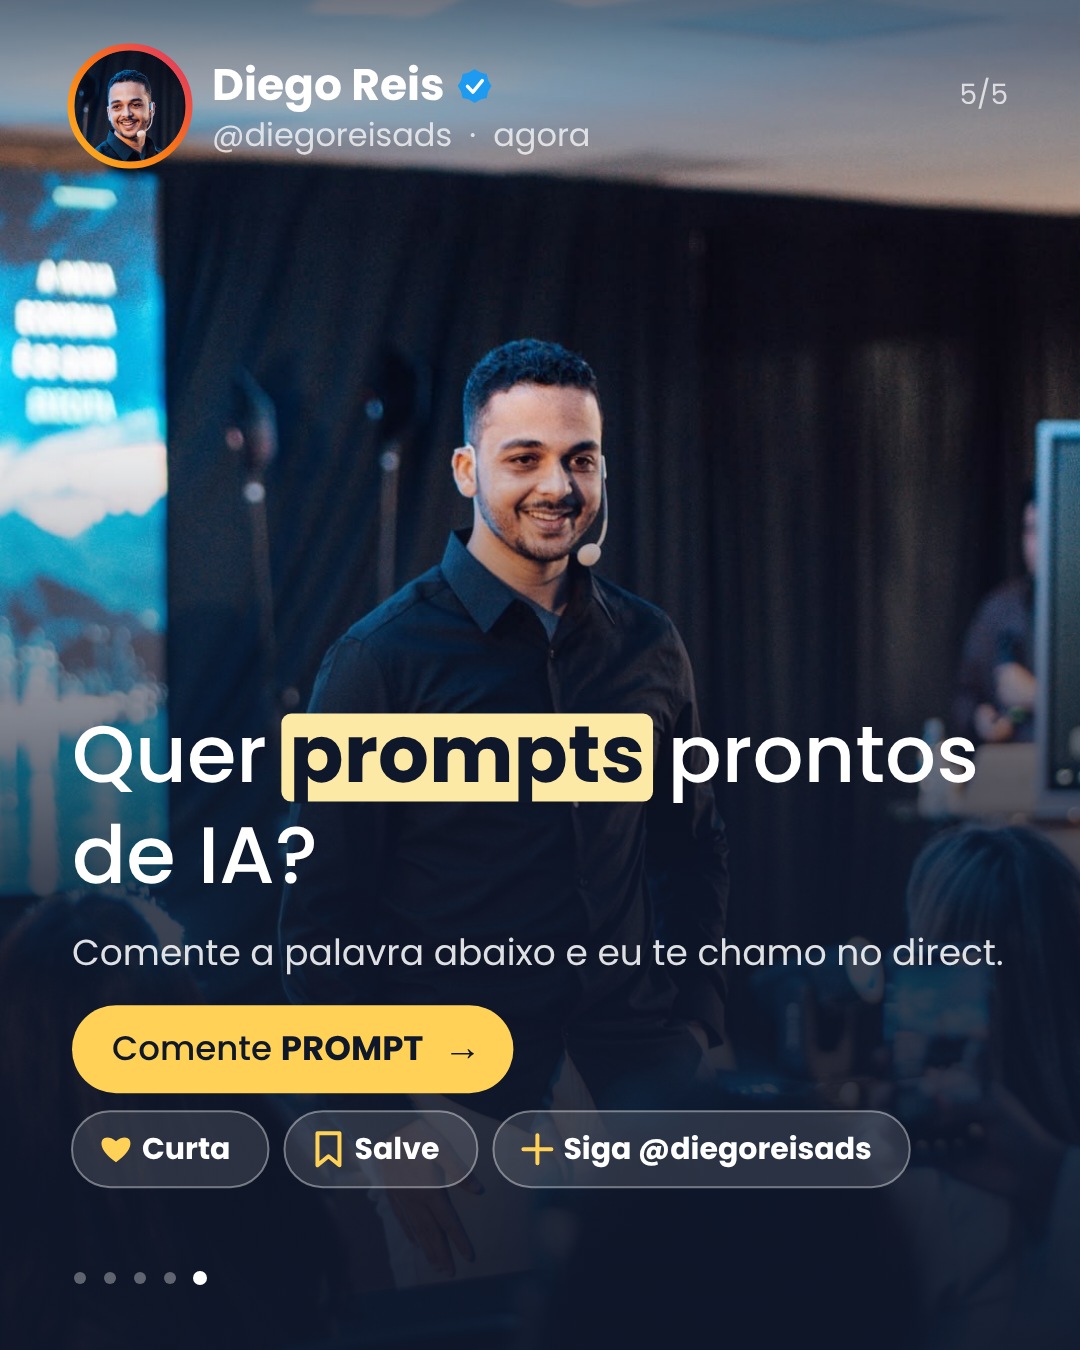 Diego Reis
@diegoreisads · agora
5/5
Quer prompts prontos
de IA?
Comente a palavra abaixo e eu te chamo no direct.
Comente PROMPT →
Curta
Salve
Siga @diegoreisads